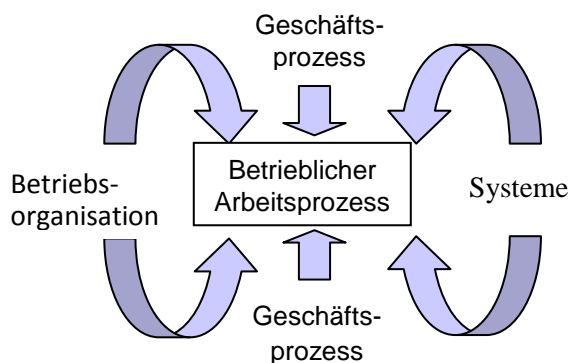 Geschäfts-
prozess
Betriebs-
organisation
Betrieblicher
Arbeitsprozess
Systeme
Geschäfts-
prozess